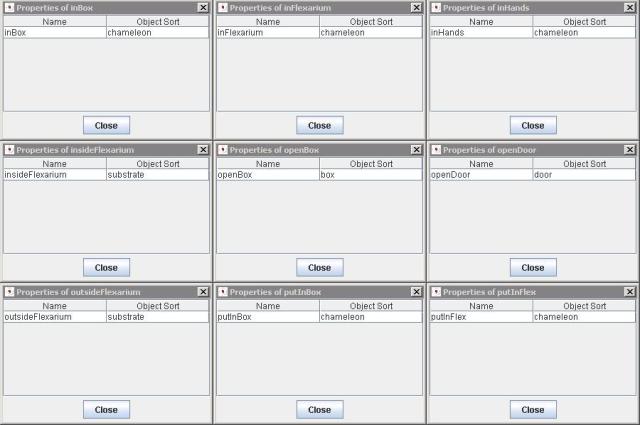 Properties of inBox
Name Object Sort
inBox chameleon
Close
Properties of inFlexarium
Name Object Sort
inFlexarium chameleon
Close
Properties of inHands
Name Object Sort
inHands chameleon
Close
Properties of insideFlexarium
Name Object Sort
insideFlexarium substrate
Close
Properties of openBox
Name Object Sort
openBox box
Close
Properties of openDoor
Name Object Sort
openDoor door
Close
Properties of outsideFlexarium
Name Object Sort
outsideFlexarium substrate
Close
Properties of putInBox
Name Object Sort
putInBox chameleon
Close
Properties of putInFlex
Name Object Sort
putInFlex chameleon
Close